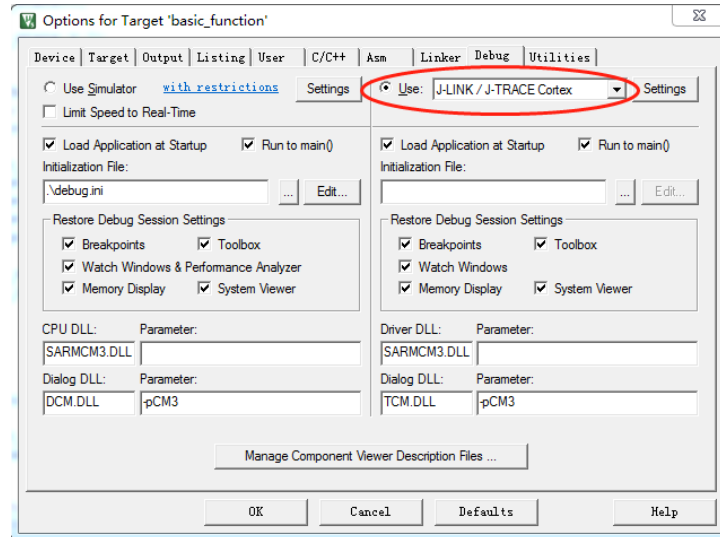 Options for Target 'basic_function'
Device Target Output Listing User C/C++ Asm Linker Debug Utilities
Use Simulator with restrictions Settings Use: J-LINK / J-TRACE Cortex Settings
Limit Speed to Real-Time
Load Application at Startup Run to main() Load Application at Startup Run to main()
Initialization File: Initialization File:
.\debug.ini ... Edit... ... Edit...
Restore Debug Session Settings Restore Debug Session Settings
Breakpoints Toolbox Breakpoints Toolbox
Watch Windows & Performance Analyzer Watch Windows
Memory Display System Viewer Memory Display System Viewer
CPU DLL: Parameter: Driver DLL: Parameter:
SARMCM3.DLL SARMCM3.DLL
Dialog DLL: Parameter: Dialog DLL: Parameter:
DCM.DLL -pCM3 TCM.DLL -pCM3
Manage Component Viewer Description Files ...
OK Cancel Defaults Help